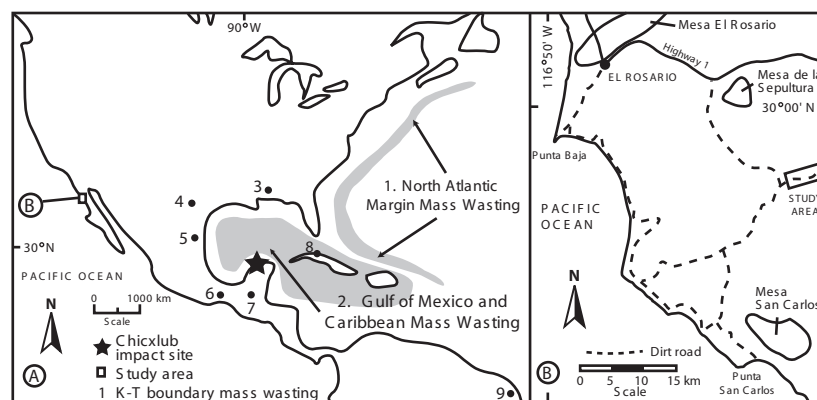 90°W
3
4
B
5
30°N
1. North Atlantic
Margin Mass Wasting
8
PACIFIC OCEAN
N
0 1000 km
Scale
6
7
2. Gulf of Mexico and
Caribbean Mass Wasting
Chicxlub
impact site
Study area
1 K-T boundary mass wasting
A
9
116°50' W
Mesa El Rosario
Highway 1
EL ROSARIO
Mesa de la
Sepultura
30°00' N
Punta Baja
STUDY
AREA
PACIFIC
OCEAN
N
Mesa
San Carlos
Dirt road
B
0 5 10 15 km
Scale
Punta
San Carlos